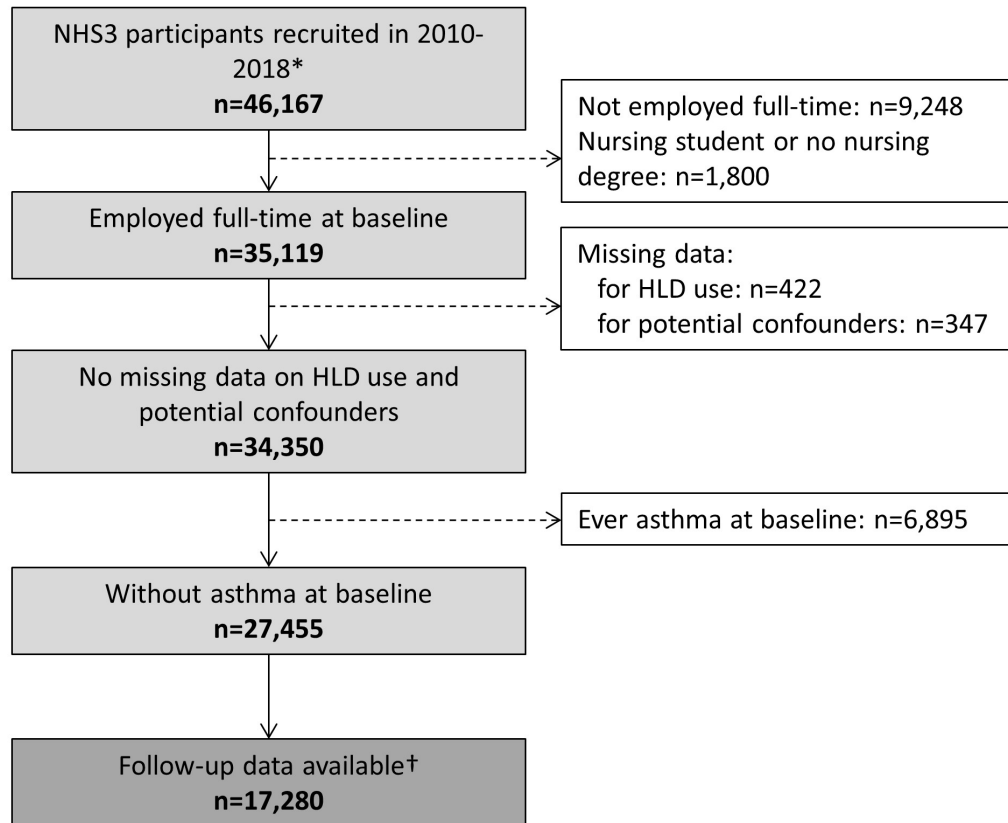 NHS3 participants recruited in 2010-
2018*
n=46,167
Not employed full-time: n=9,248
Nursing student or no nursing
degree: n=1,800
Employed full-time at baseline
n=35,119
Missing data:
for HLD use: n=422
for potential confounders: n=347
No missing data on HLD use and
potential confounders
n=34,350
Ever asthma at baseline: n=6,895
Without asthma at baseline
n=27,455
Follow-up data available†
n=17,280